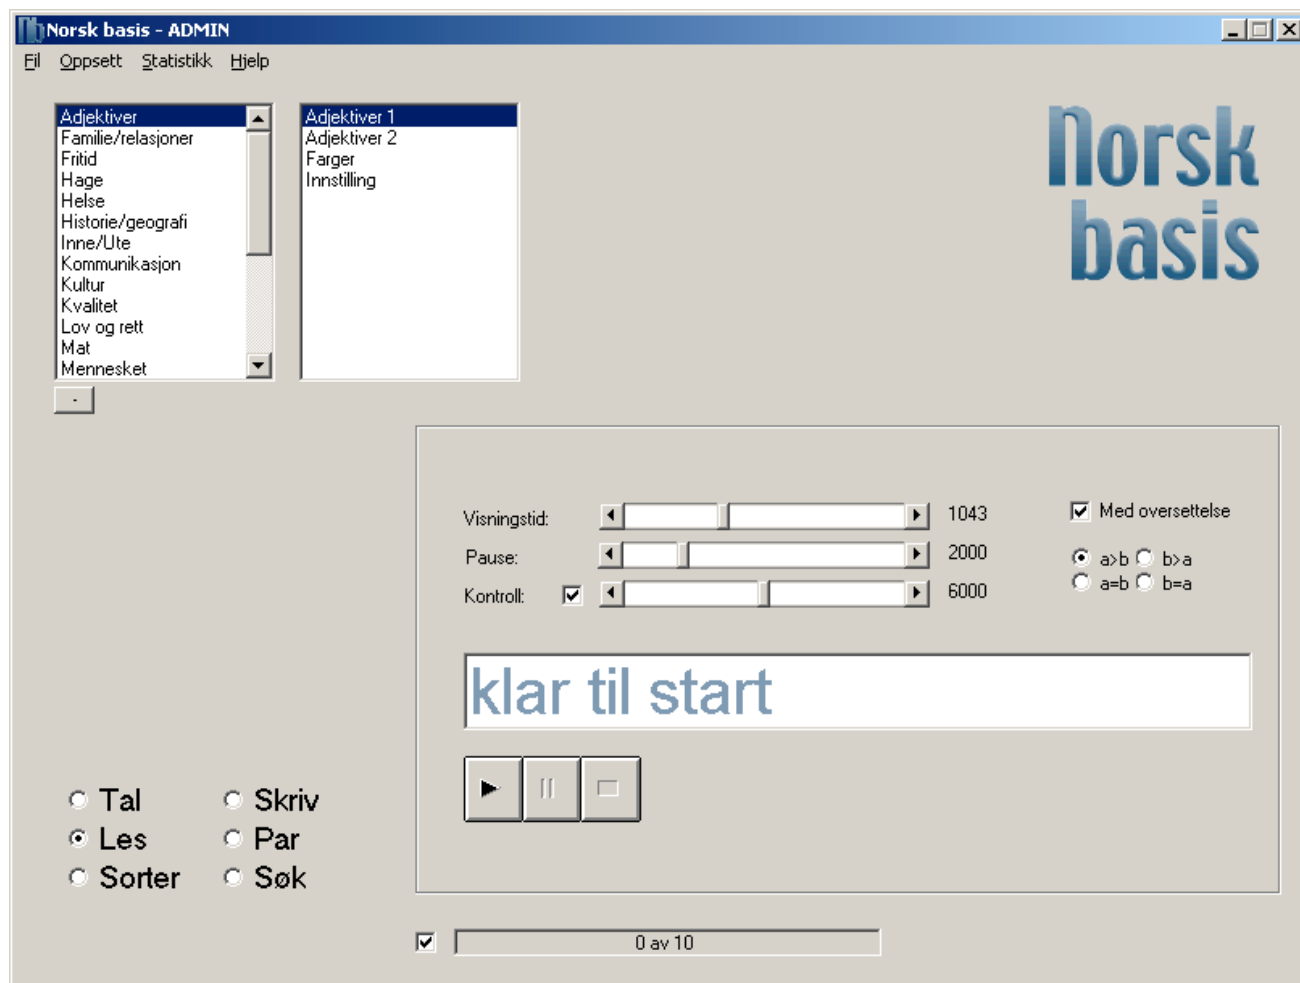 Norsk basis - ADMIN
Fil Oppsett Statistikk Hjelp
Adjektiver
Familie/relasjoner
Fritid
Hage
Helse
Historie/geografi
Inne/Ute
Kommunikasjon
Kultur
Kvalitet
Lov og rett
Mat
Mennesket
-
Adjektiver 1
Adjektiver 2
Farger
Innstilling
Norsk
basis
Visningstid: 1043
Pause: 2000
Kontroll: 6000
Med oversettelse
a>b b>a
a=b b=a
klar til start
Tal Skriv
Les Par
Sorter Søk
0 av 10